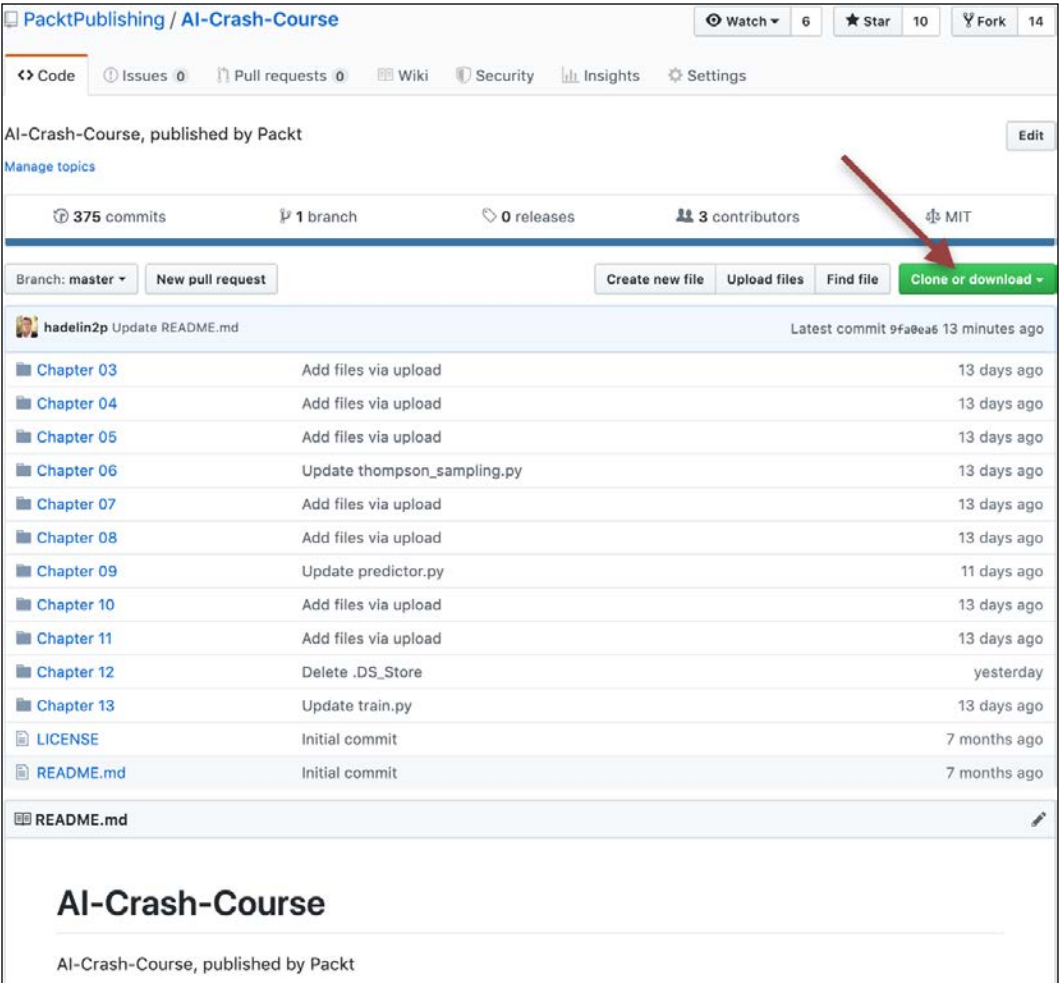 PacktPublishing / AI-Crash-Course Watch 6 Star 10 Fork 14
Code Issues 0 Pull requests 0 Wiki Security Insights Settings
AI-Crash-Course, published by Packt Edit
Manage topics
375 commits 1 branch 0 releases 3 contributors MIT
Branch: master New pull request Create new file Upload files Find file Clone or download
hadelin2p Update README.md Latest commit 9fa0ea6 13 minutes ago
Chapter 03 Add files via upload 13 days ago
Chapter 04 Add files via upload 13 days ago
Chapter 05 Add files via upload 13 days ago
Chapter 06 Update thompson_sampling.py 13 days ago
Chapter 07 Add files via upload 13 days ago
Chapter 08 Add files via upload 13 days ago
Chapter 09 Update predictor.py 11 days ago
Chapter 10 Add files via upload 13 days ago
Chapter 11 Add files via upload 13 days ago
Chapter 12 Delete .DS_Store yesterday
Chapter 13 Update train.py 13 days ago
LICENSE Initial commit 7 months ago
README.md Initial commit 7 months ago
README.md
AI-Crash-Course
AI-Crash-Course, published by Packt